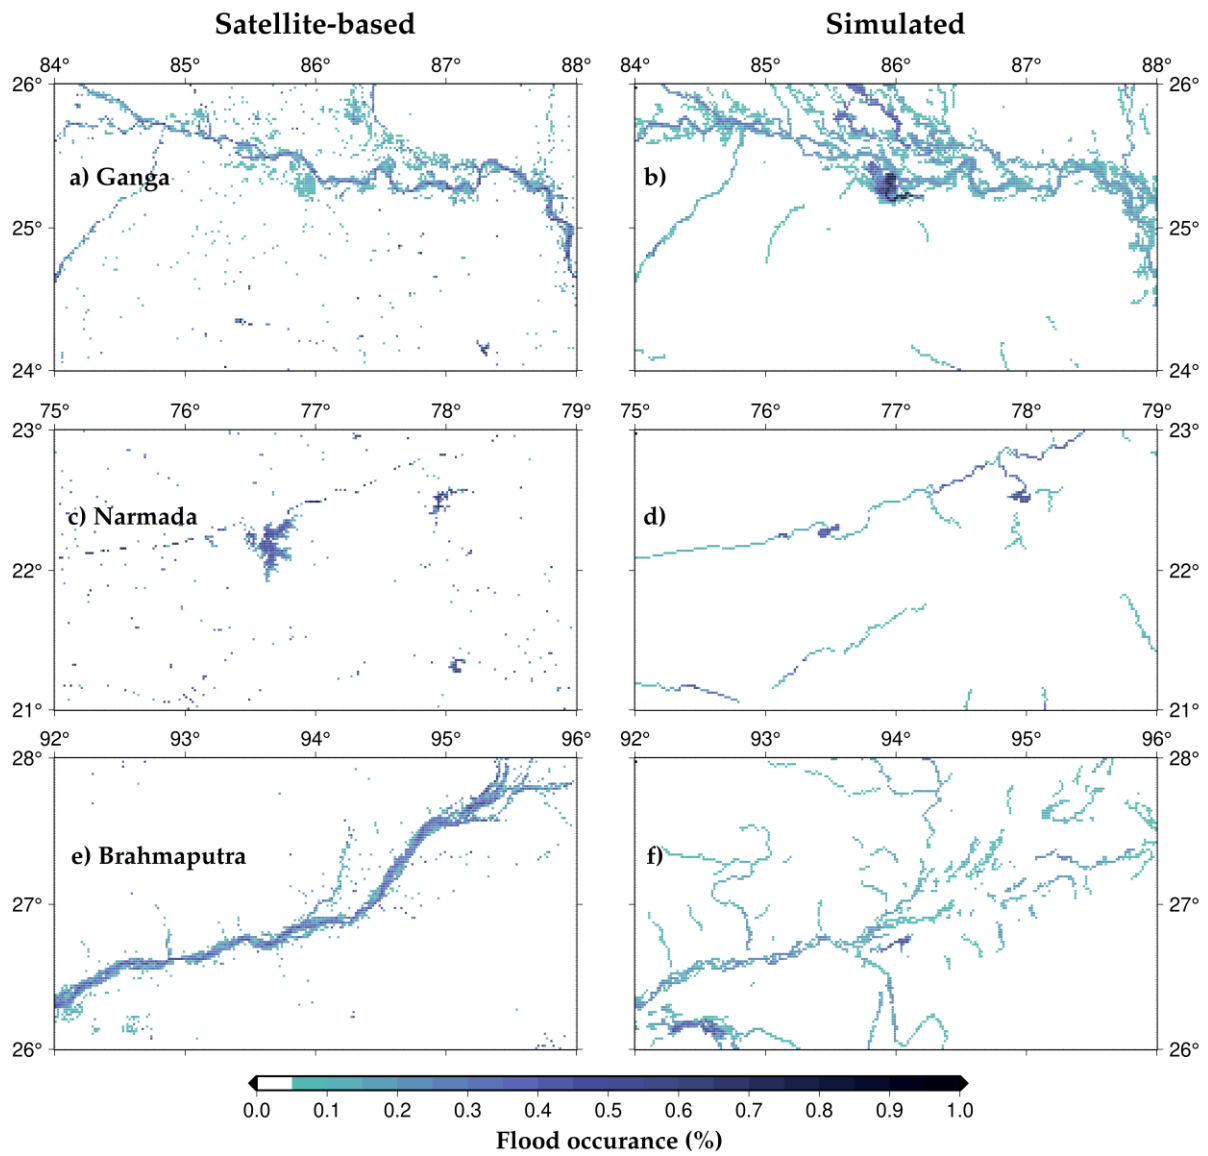 Satellite-based Simulated
84° 85° 86° 87° 88° 84° 85° 86° 87° 88°
26° 26°
a) Ganga b)
25° 25°
24° 24°
75° 76° 77° 78° 79° 75° 76° 77° 78° 79°
23° 23°
c) Narmada d)
22° 22°
21° 21°
92° 93° 94° 95° 96° 92° 93° 94° 95° 96°
28° 28°
e) Brahmaputra f)
27° 27°
26° 26°
0.0 0.1 0.2 0.3 0.4 0.5 0.6 0.7 0.8 0.9 1.0
Flood occurance (%)